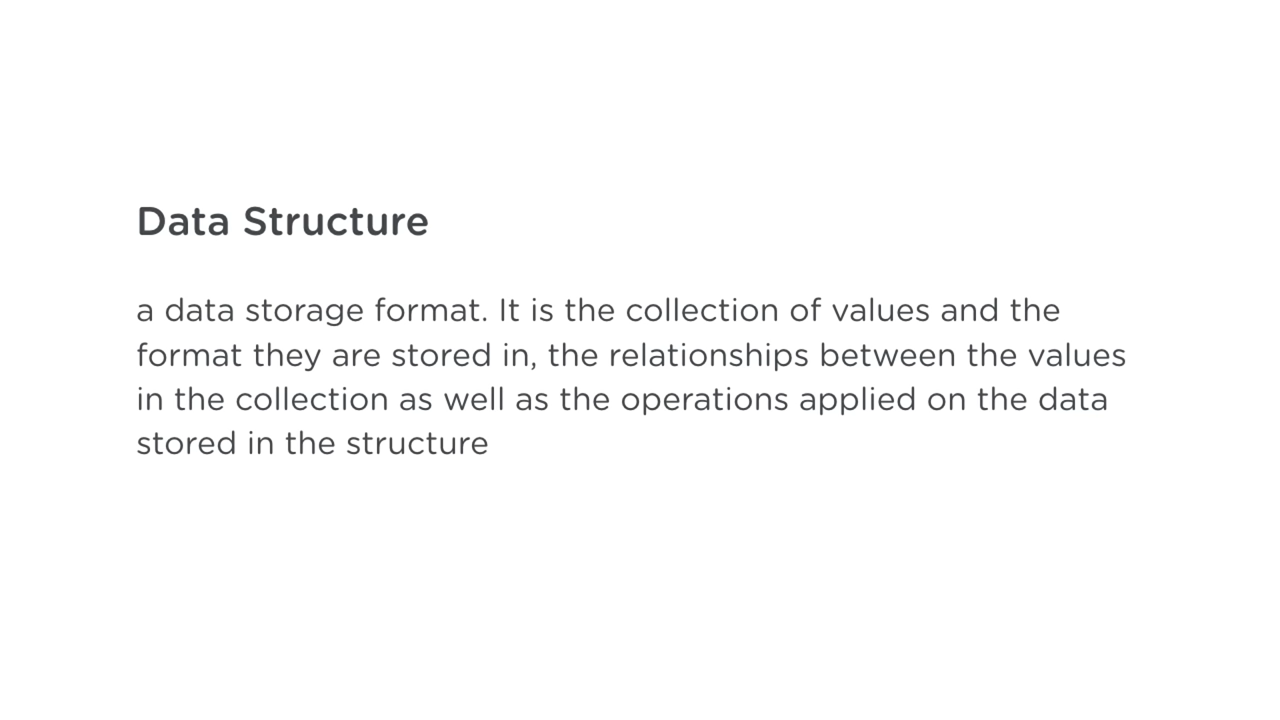 Data Structure
a data storage format. It is the collection of values and the
format they are stored in, the relationships between the values
in the collection as well as the operations applied on the data
stored in the structure